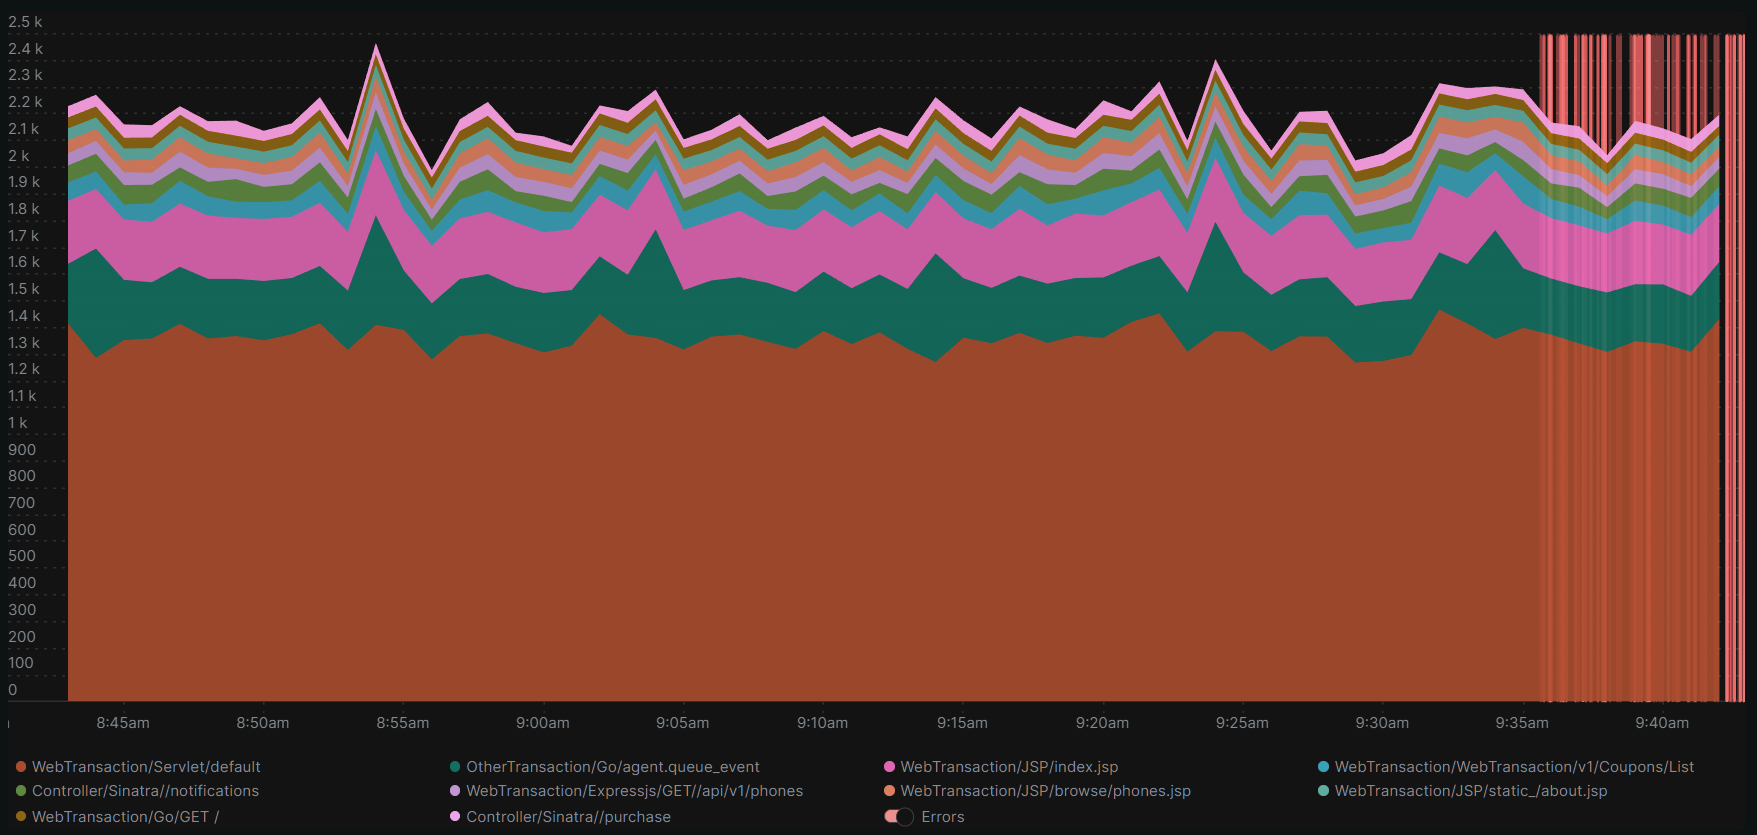 2.5 k
2.4 k
2.3 k
2.2 k
2.1 k
2 k
1.9 k
1.8 k
1.7 k
1.6 k
1.5 k
1.4 k
1.3 k
1.2 k
1.1 k
1 k
900
800
700
600
500
400
300
200
100
0
8:45am 8:50am 8:55am 9:00am 9:05am 9:10am 9:15am 9:20am 9:25am 9:30am 9:35am 9:40am
WebTransaction/Servlet/default OtherTransaction/Go/agent.queue_event WebTransaction/JSP/index.jsp WebTransaction/WebTransaction/v1/Coupons/List
Controller/Sinatra//notifications WebTransaction/Expressjs/GET//api/v1/phones WebTransaction/JSP/browse/phones.jsp WebTransaction/JSP/static_/about.jsp
WebTransaction/Go/GET / Controller/Sinatra//purchase Errors